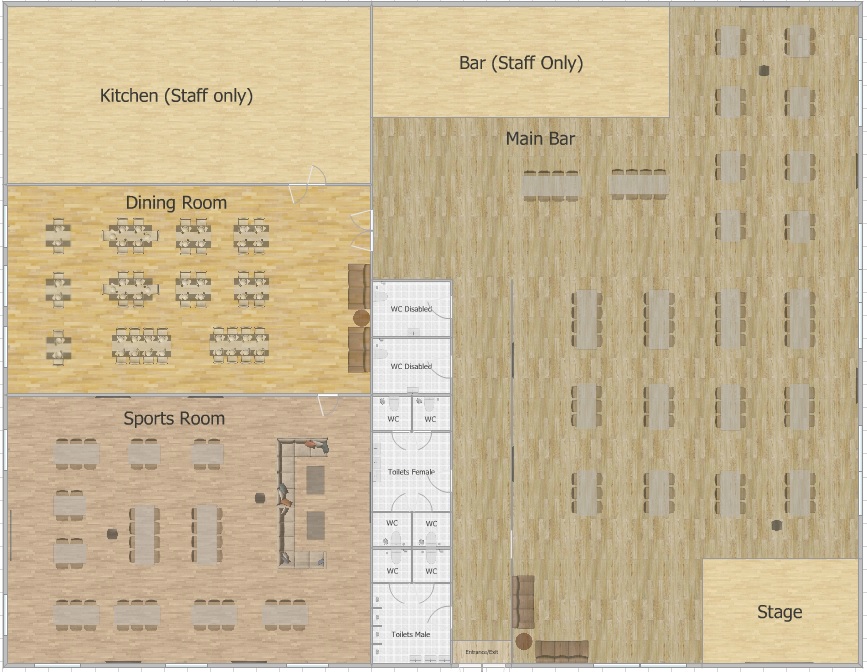 Kitchen (Staff only)
Bar (Staff Only)
Main Bar
Dining Room
WC Disabled
WC Disabled
Sports Room
WC
WC
Toilets Female
WC
WC
WC
WC
Toilets Male
Entrance/Exit
Stage